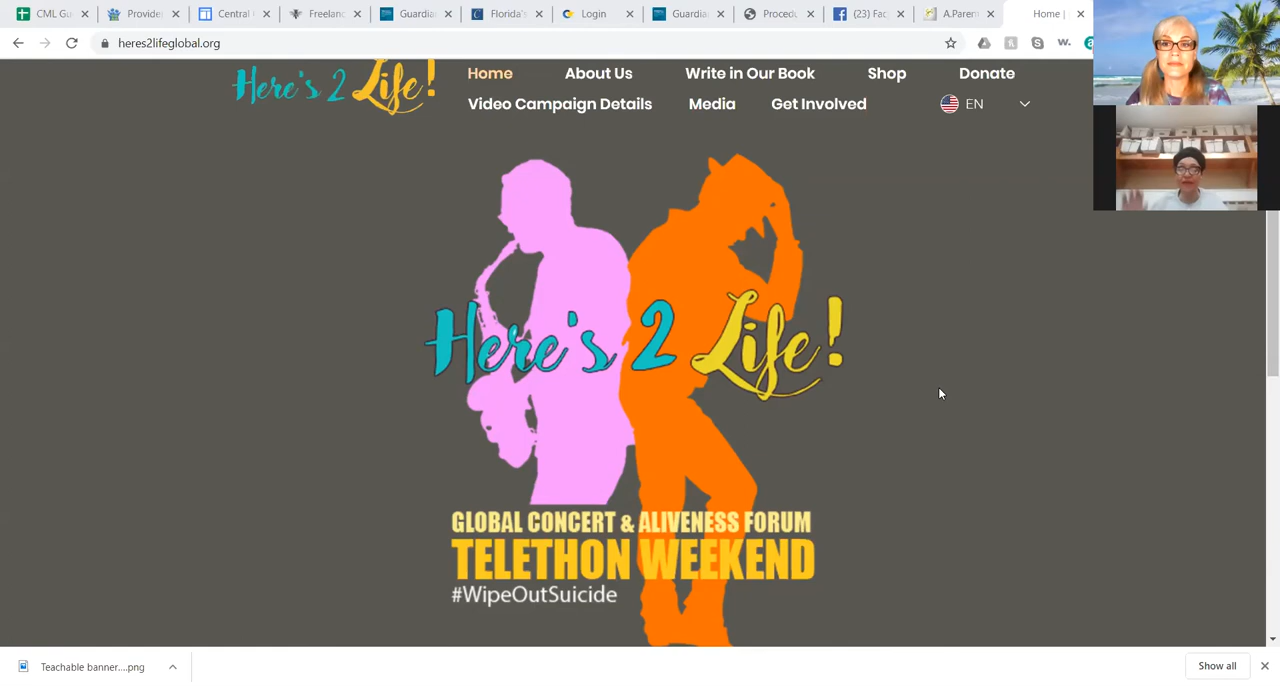 CML Gu
Provide
Central
Freelanc
Guardia
Florida's
Login
Guardia
Procedu
(23) Fac
A.Paren
Home |
heres2lifeglobal.org
Here's 2 Life!
Home
About Us
Write in Our Book
Shop
Donate
Video Campaign Details
Media
Get Involved
EN
Here's 2 Life!
GLOBAL CONCERT & ALIVENESS FORUM
TELETHON WEEKEND
#WipeOutSuicide
Teachable banner....png
Show all